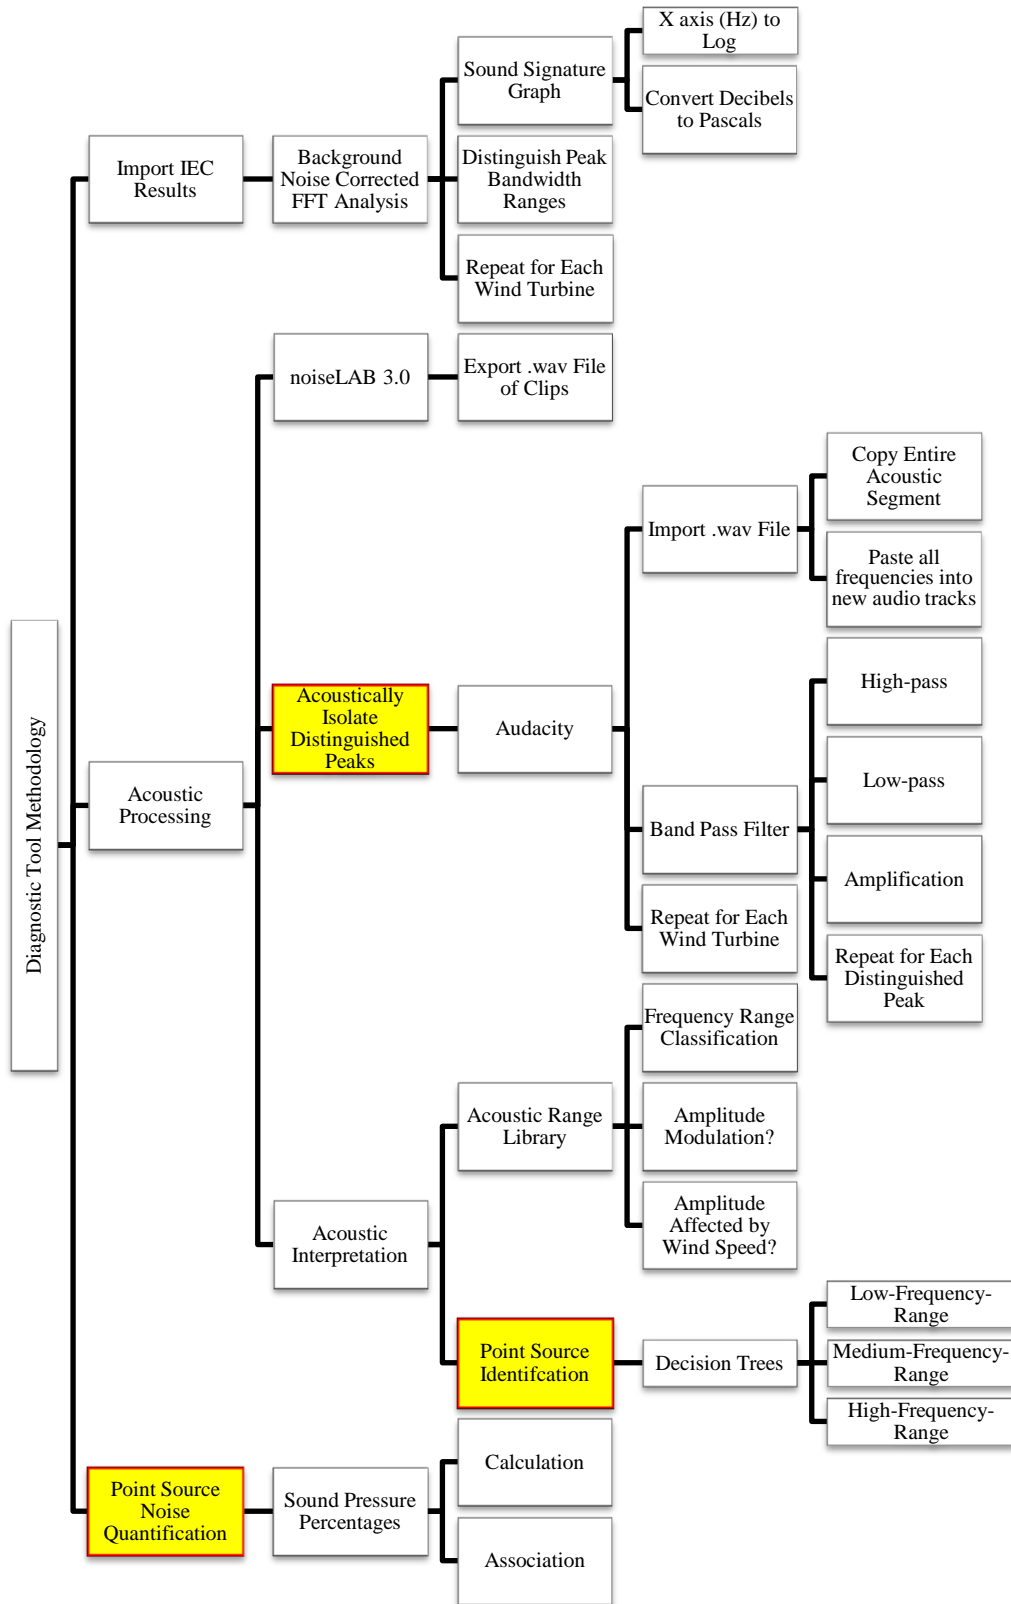 Diagnostic Tool Methodology
Import IEC
Results
Background
Noise Corrected
FFT Analysis
Sound Signature
Graph
X axis (Hz) to
Log
Convert Decibels
to Pascals
Distinguish Peak
Bandwidth
Ranges
Repeat for Each
Wind Turbine
Acoustic
Processing
noiseLAB 3.0
Export .wav File
of Clips
Acoustically
Isolate
Distinguished
Peaks
Audacity
Import .wav File
Copy Entire
Acoustic
Segment
Paste all
frequencies into
new audio tracks
Band Pass Filter
High-pass
Low-pass
Amplification
Repeat for Each
Distinguished
Peak
Repeat for Each
Wind Turbine
Acoustic
Interpretation
Acoustic Range
Library
Frequency Range
Classification
Amplitude
Modulation?
Amplitude
Affected by
Wind Speed?
Point Source
Identifcation
Decision Trees
Low-Frequency-
Range
Medium-Frequency-
Range
High-Frequency-
Range
Point Source
Noise
Quantification
Sound Pressure
Percentages
Calculation
Association